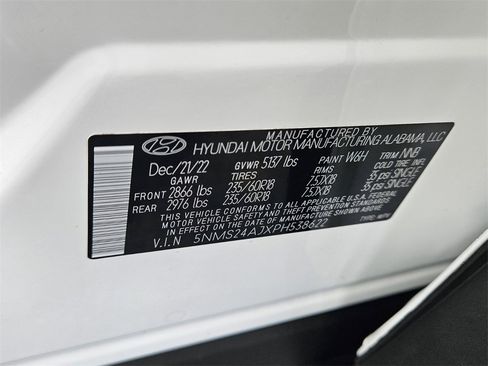 MANUFACTURED BY
HYUNDAI MOTOR MANUFACTURING ALABAMA, LLC
Dec/21/22 GVWR 5137 lbs PAINT W6H TRIM NNB
GAWR TIRES RIMS COLD TIRE INFL.
FRONT 2866 lbs 235/60R18 7.5JX18 35 psi SINGLE
REAR 2976 lbs 235/60R18 7.5JX18 35 psi SINGLE
THIS VEHICLE CONFORMS TO ALL APPLICABLE U.S. FEDERAL
MOTOR VEHICLE SAFETY AND THEFT PREVENTION STANDARDS
IN EFFECT ON THE DATE OF MANUFACTURE SHOWN ABOVE.
V.I.N 5NMS24AJXPH538622 TYPE: MPV